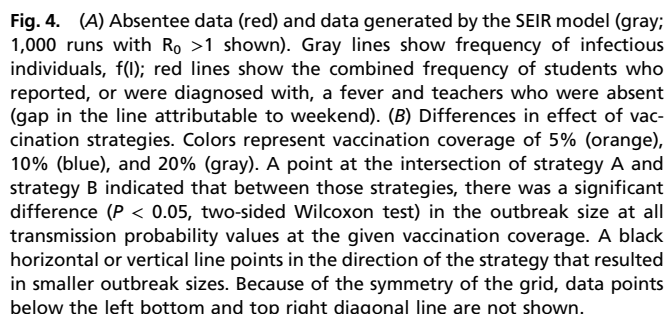 Fig. 4. (A) Absentee data (red) and data generated by the SEIR model (gray;
1,000 runs with R0 >1 shown). Gray lines show frequency of infectious
individuals, f(I); red lines show the combined frequency of students who
reported, or were diagnosed with, a fever and teachers who were absent
(gap in the line attributable to weekend). (B) Differences in effect of vac-
cination strategies. Colors represent vaccination coverage of 5% (orange),
10% (blue), and 20% (gray). A point at the intersection of strategy A and
strategy B indicated that between those strategies, there was a significant
difference (P < 0.05, two-sided Wilcoxon test) in the outbreak size at all
transmission probability values at the given vaccination coverage. A black
horizontal or vertical line points in the direction of the strategy that resulted
in smaller outbreak sizes. Because of the symmetry of the grid, data points
below the left bottom and top right diagonal line are not shown.